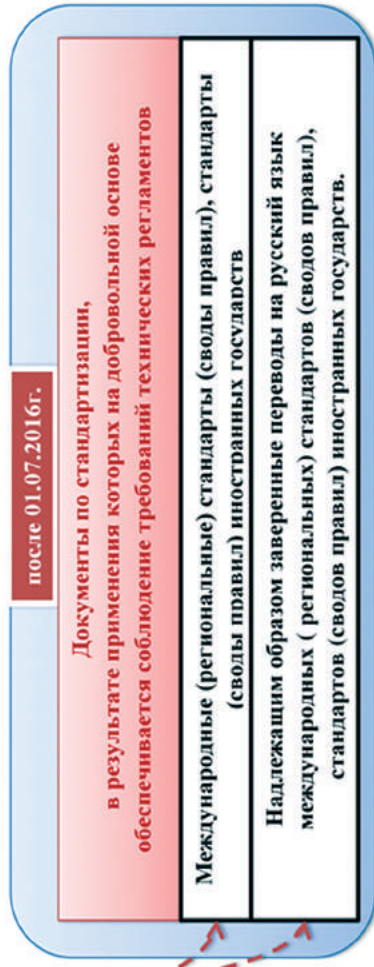 после 01.07.2016г.
Документы по стандартизации,
в результате применения которых на добровольной основе
обеспечивается соблюдение требований технических регламентов
Международные (региональные) стандарты (своды правил), стандарты
(своды правил) иностранных государств
Надлежащим образом заверенные переводы на русский язык
международных ( региональных) стандартов (сводов правил),
стандартов (сводов правил) иностранных государств.